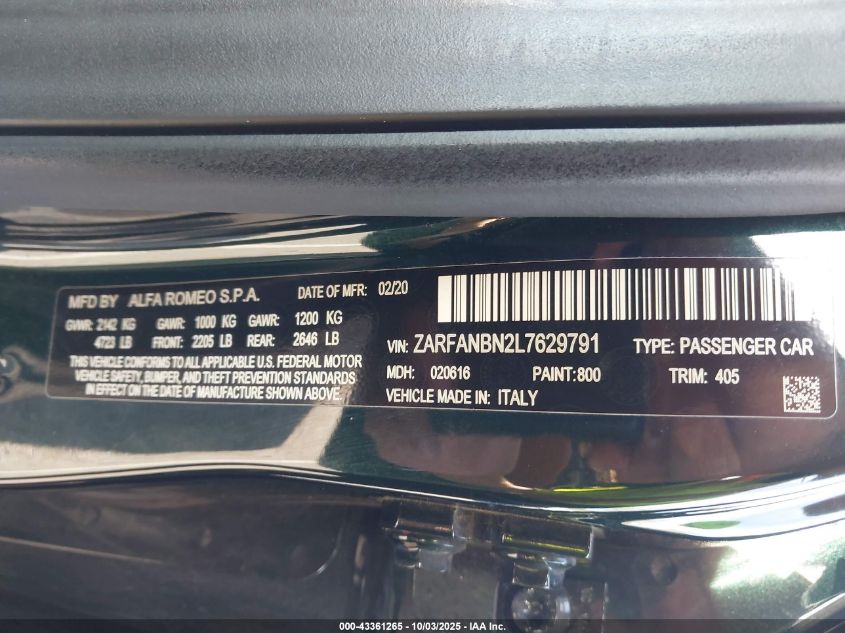 MFD BY ALFA ROMEO S.P.A. DATE OF MFR: 02/20
GVWR: 2142 KG GAWR: 1000 KG GAWR: 1200 KG
4723 LB FRONT: 2205 LB REAR: 2646 LB
THIS VEHICLE CONFORMS TO ALL APPLICABLE U.S. FEDERAL MOTOR
VEHICLE SAFETY, BUMPER, AND THEFT PREVENTION STANDARDS
IN EFFECT ON THE DATE OF MANUFACTURE SHOWN ABOVE.
VIN: ZARFANBN2L7629791 TYPE: PASSENGER CAR
MDH: 020616 PAINT:800 TRIM: 405
VEHICLE MADE IN: ITALY
000-43361265 - 10/03/2025 - IAA Inc.